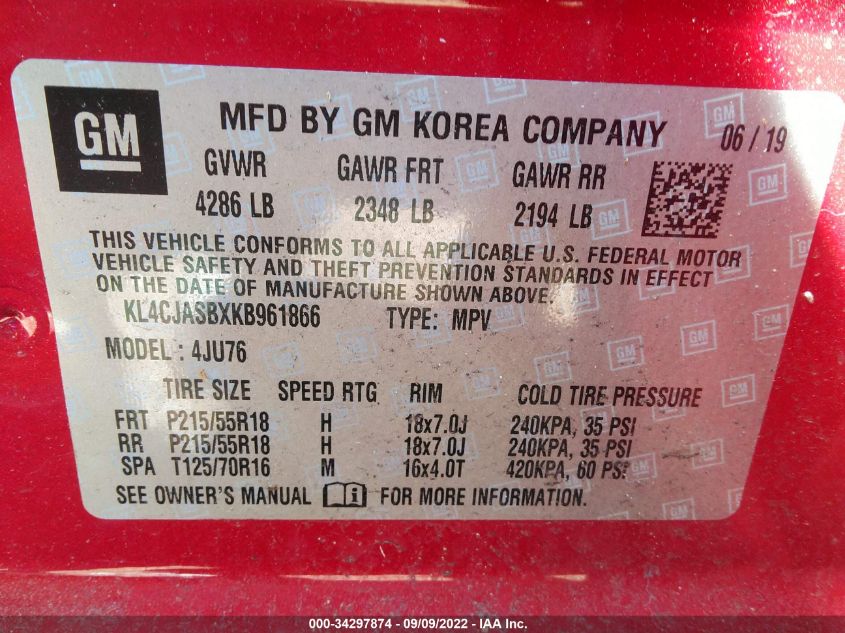 GM
MFD BY GM KOREA COMPANY 06/19
GVWR GAWR FRT GAWR RR
4286 LB 2348 LB 2194 LB
THIS VEHICLE CONFORMS TO ALL APPLICABLE U.S. FEDERAL MOTOR
VEHICLE SAFETY AND THEFT PREVENTION STANDARDS IN EFFECT
ON THE DATE OF MANUFACTURE SHOWN ABOVE.
KL4CJASBXKB961866 TYPE: MPV
MODEL: 4JU76
TIRE SIZE SPEED RTG RIM COLD TIRE PRESSURE
FRT P215/55R18 H 18x7.0J 240KPA, 35 PSI
RR P215/55R18 H 18x7.0J 240KPA, 35 PSI
SPA T125/70R16 M 16x4.0T 420KPA, 60 PSI
SEE OWNER'S MANUAL i FOR MORE INFORMATION.
000-34297874 - 09/09/2022 - IAA Inc.